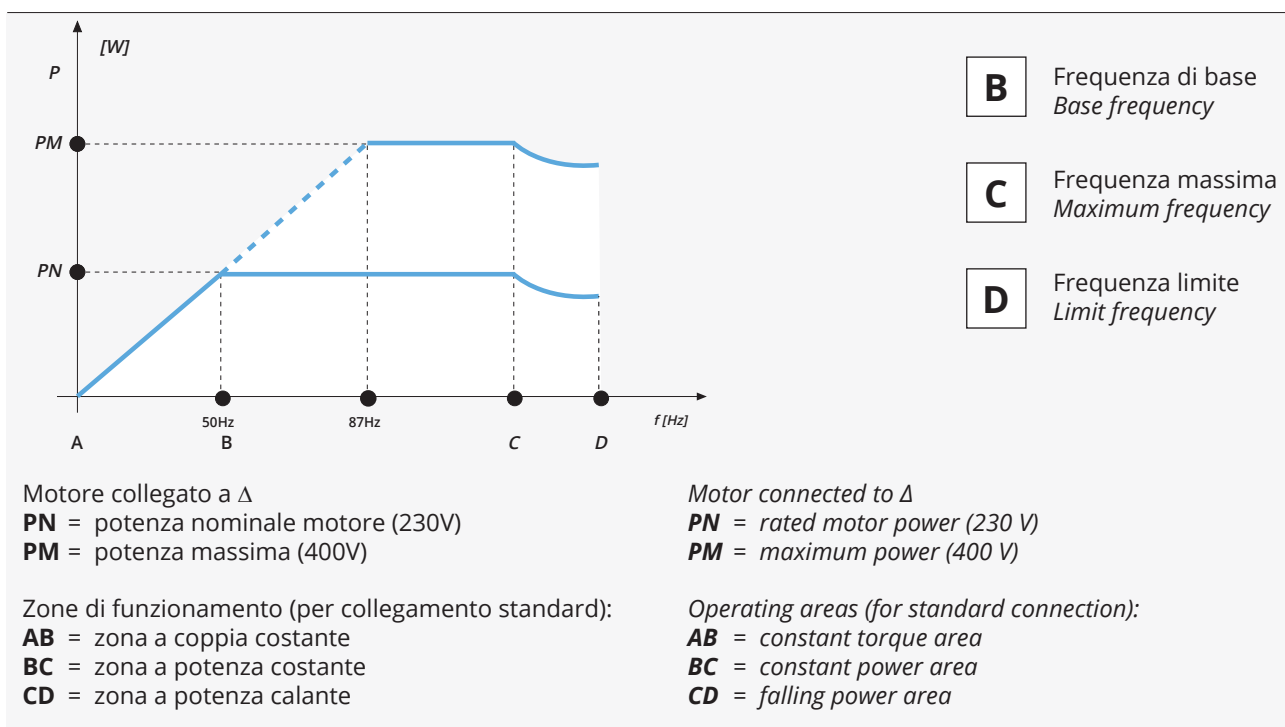 [W]
P
PM
PN
50Hz
87Hz
f [Hz]
A
B
C
D
B
Frequenza di base
Base frequency
C
Frequenza massima
Maximum frequency
D
Frequenza limite
Limit frequency
Motore collegato a Δ
PN = potenza nominale motore (230V)
PM = potenza massima (400V)
Zone di funzionamento (per collegamento standard):
AB = zona a coppia costante
BC = zona a potenza costante
CD = zona a potenza calante
Motor connected to Δ
PN = rated motor power (230 V)
PM = maximum power (400 V)
Operating areas (for standard connection):
AB = constant torque area
BC = constant power area
CD = falling power area